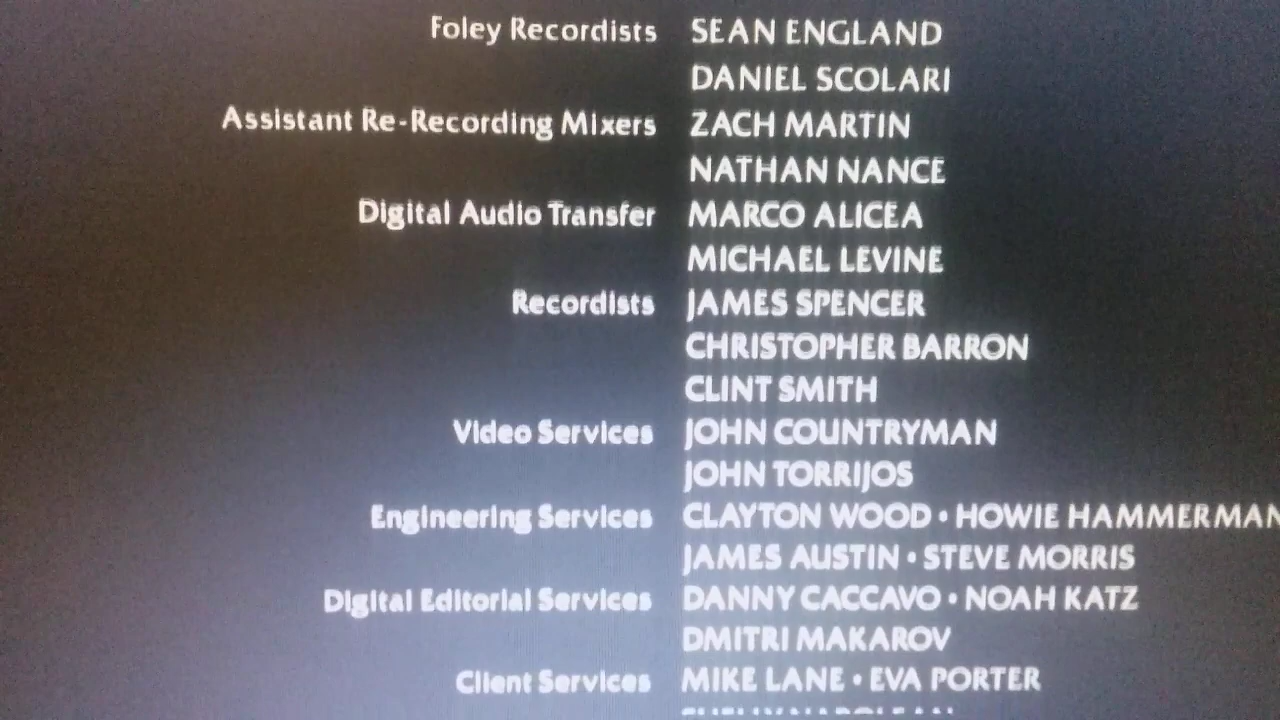 Foley Recordists SEAN ENGLAND
DANIEL SCOLARI
Assistant Re-Recording Mixers ZACH MARTIN
NATHAN NANCE
Digital Audio Transfer MARCO ALICEA
MICHAEL LEVINE
Recordists JAMES SPENCER
CHRISTOPHER BARRON
CLINT SMITH
Video Services JOHN COUNTRYMAN
JOHN TORRIJOS
Engineering Services CLAYTON WOOD • HOWIE HAMMERMAN
JAMES AUSTIN • STEVE MORRIS
Digital Editorial Services DANNY CACCAVO • NOAH KATZ
DMITRI MAKAROV
Client Services MIKE LANE • EVA PORTER